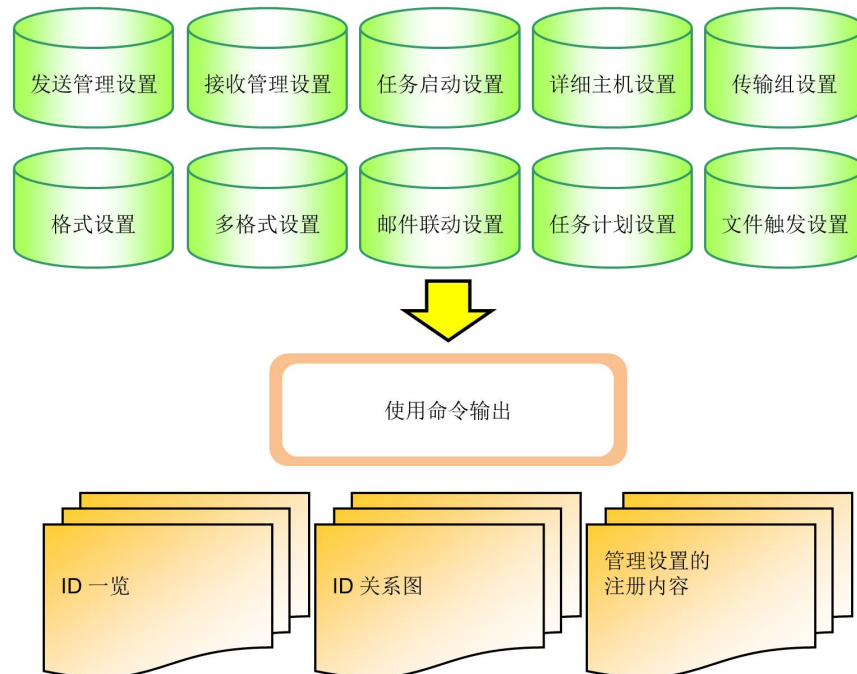 发送管理设置
接收管理设置
任务启动设置
详细主机设置
传输组设置
格式设置
多格式设置
邮件联动设置
任务计划设置
文件触发设置
使用命令输出
ID 一览
ID 关系图
管理设置的
注册内容